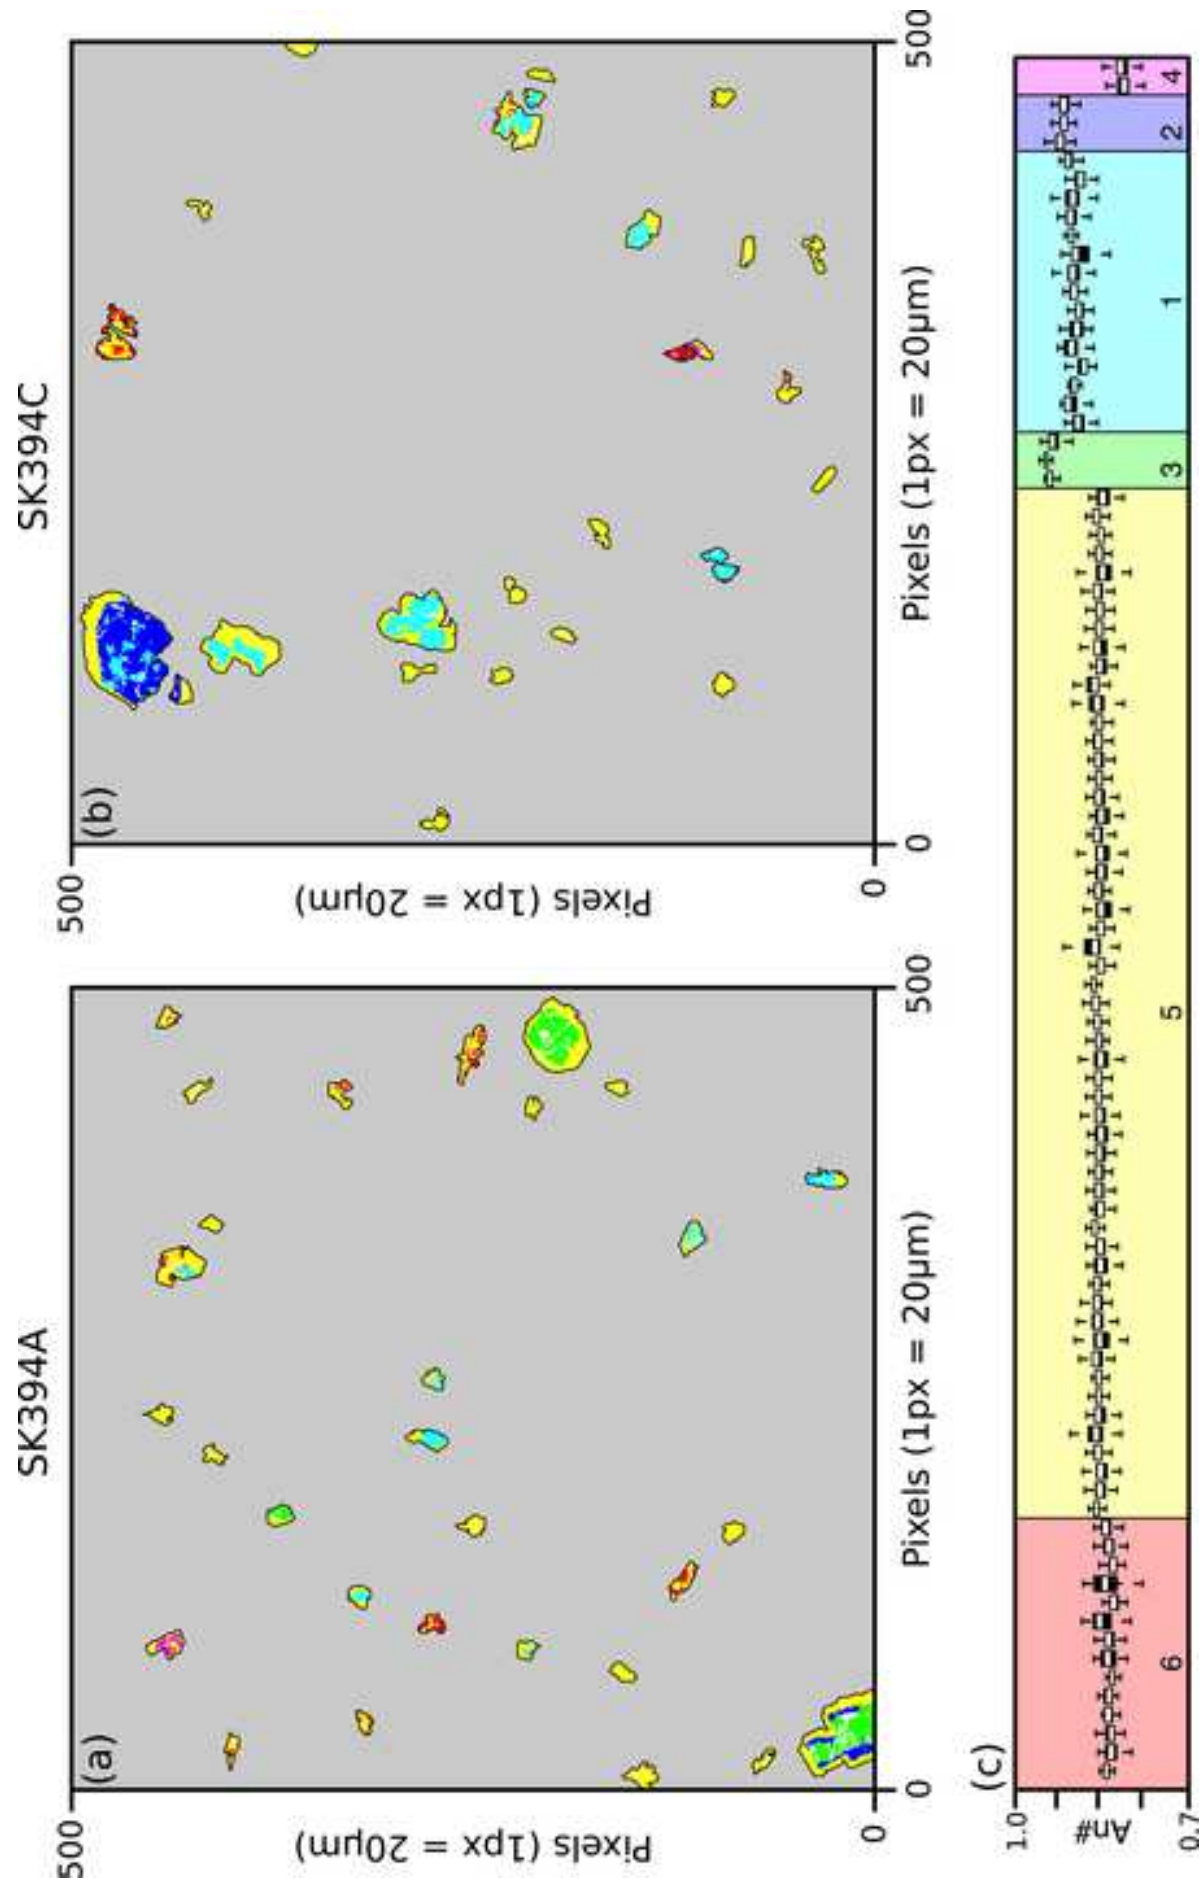 SK394A
(a)
500
Pixels (1px = 20µm)
0
0
Pixels (1px = 20µm)
500
SK394C
(b)
500
Pixels (1px = 20µm)
0
0
Pixels (1px = 20µm)
500
(c)
1.0
An#
0.7
6
5
3
1
2
4